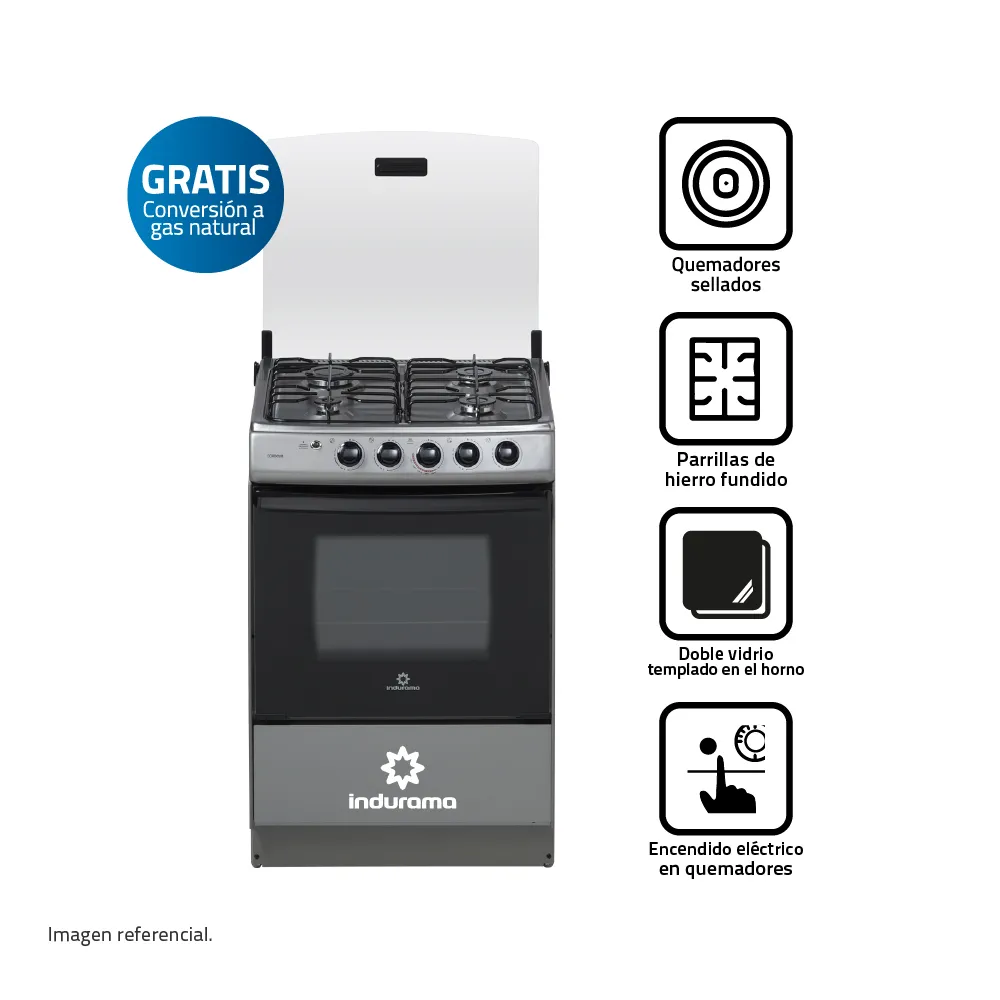 GRATIS
Conversión a
gas natural
Quemadores
sellados
Parrillas de
hierro fundido
Doble vidrio
templado en el horno
Encendido eléctrico
en quemadores
indurama
indurama
Imagen referencial.